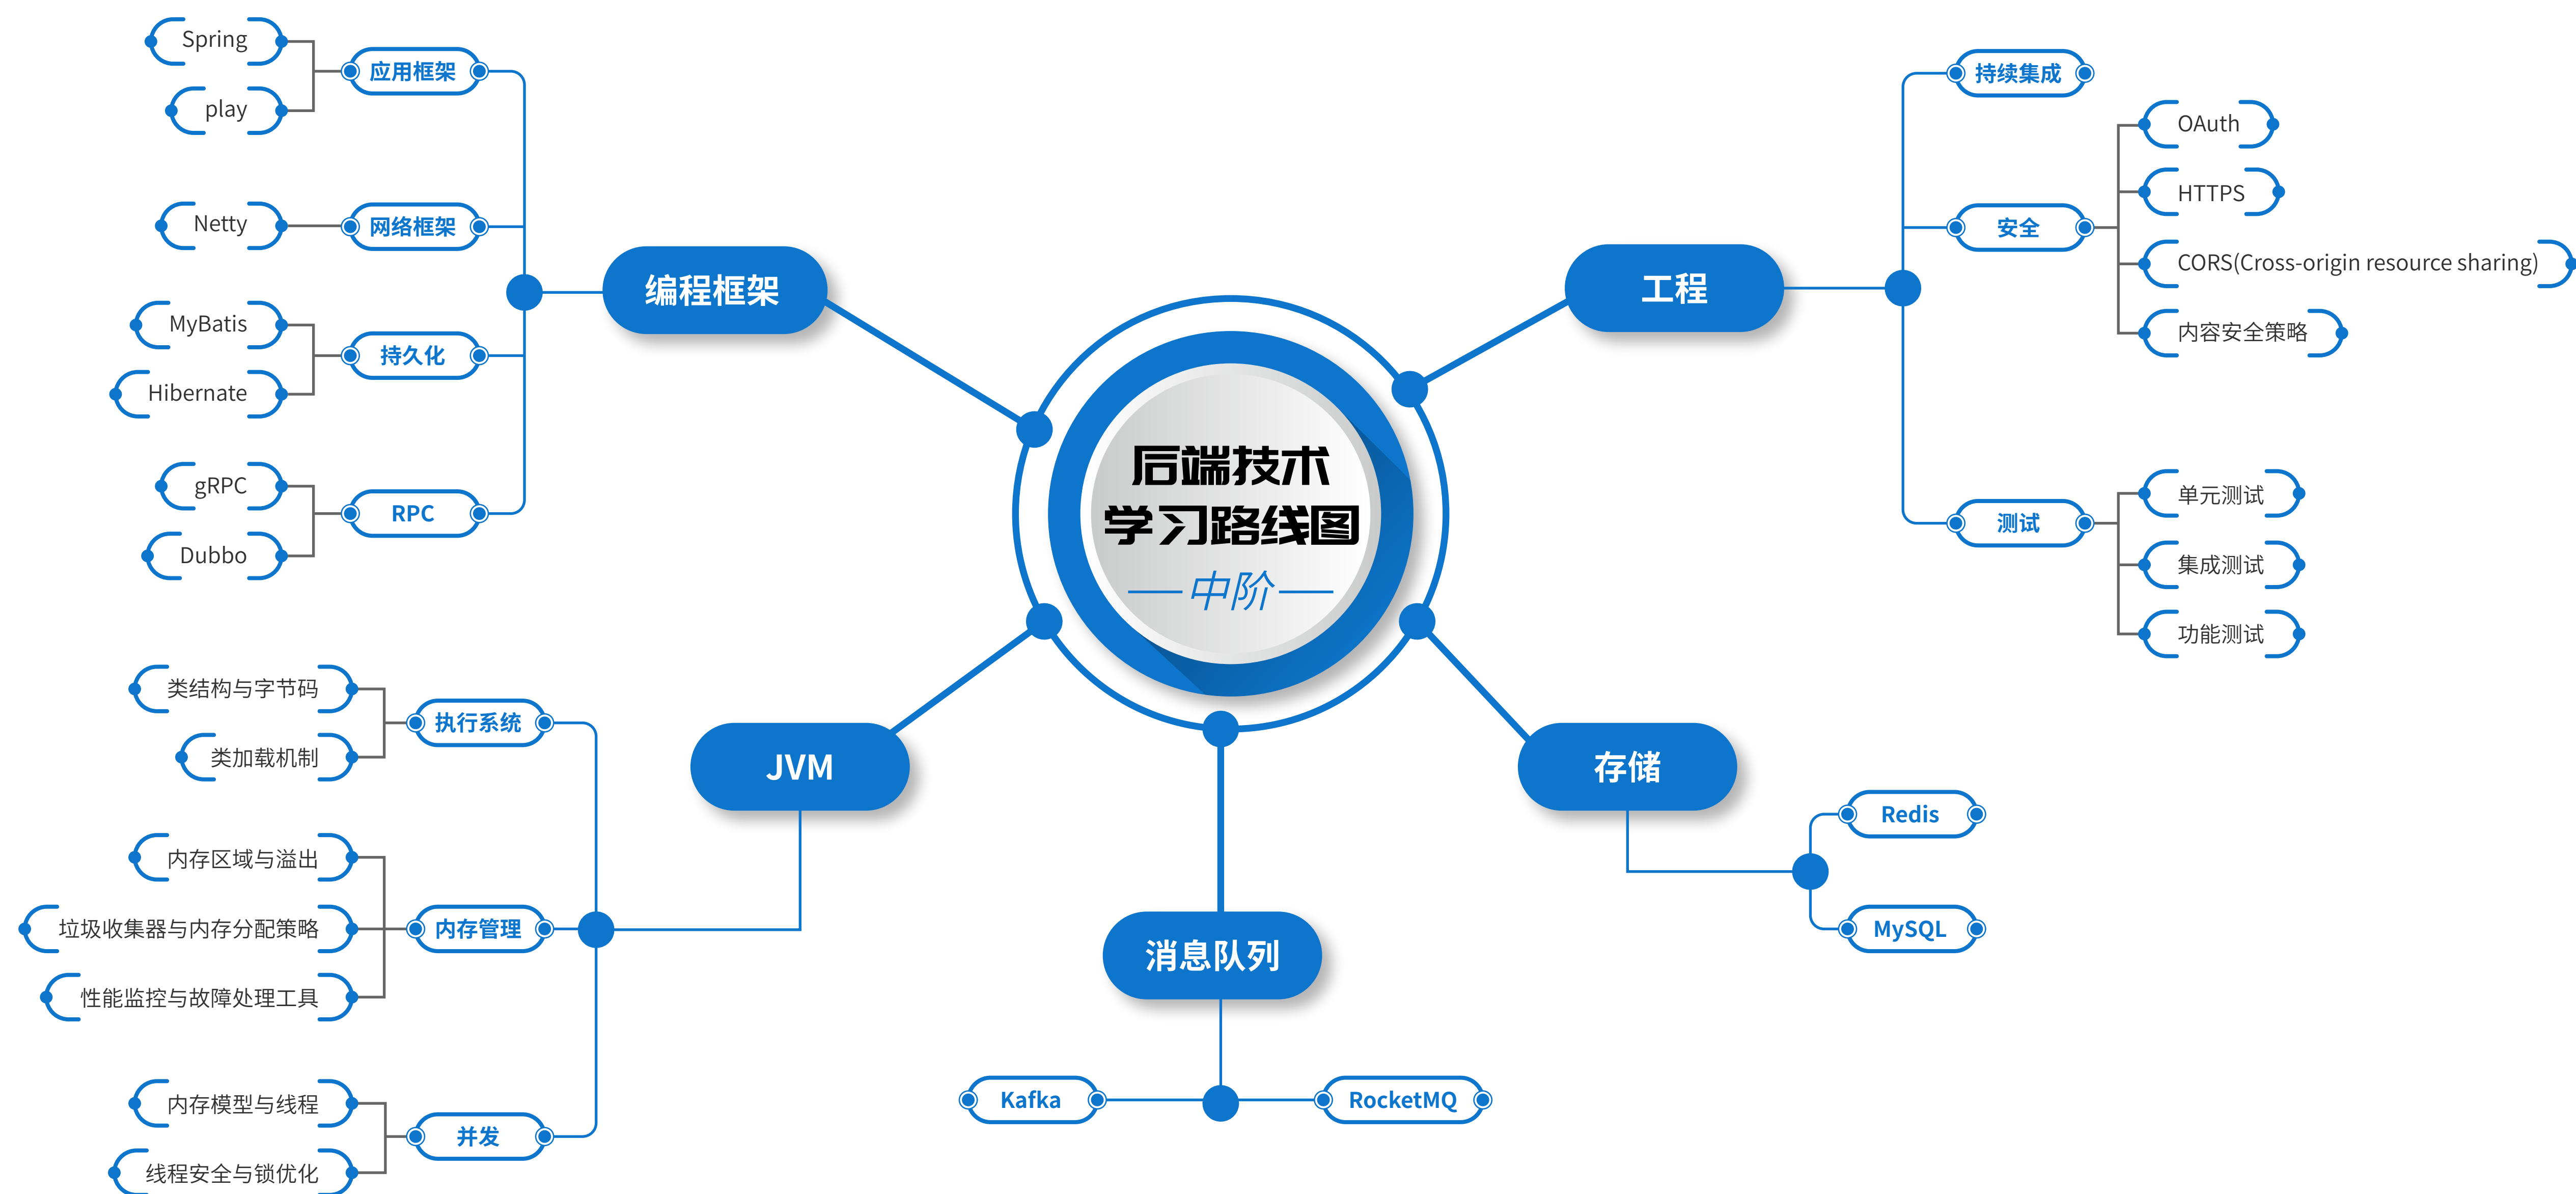 后端技术
学习路线图
中阶
编程框架
应用框架
Spring
play
网络框架
Netty
持久化
MyBatis
Hibernate
RPC
gRPC
Dubbo
工程
持续集成
安全
OAuth
HTTPS
CORS(Cross-origin resource sharing)
内容安全策略
测试
单元测试
集成测试
功能测试
JVM
执行系统
类结构与字节码
类加载机制
内存管理
内存区域与溢出
垃圾收集器与内存分配策略
性能监控与故障处理工具
并发
内存模型与线程
线程安全与锁优化
消息队列
Kafka
RocketMQ
存储
Redis
MySQL